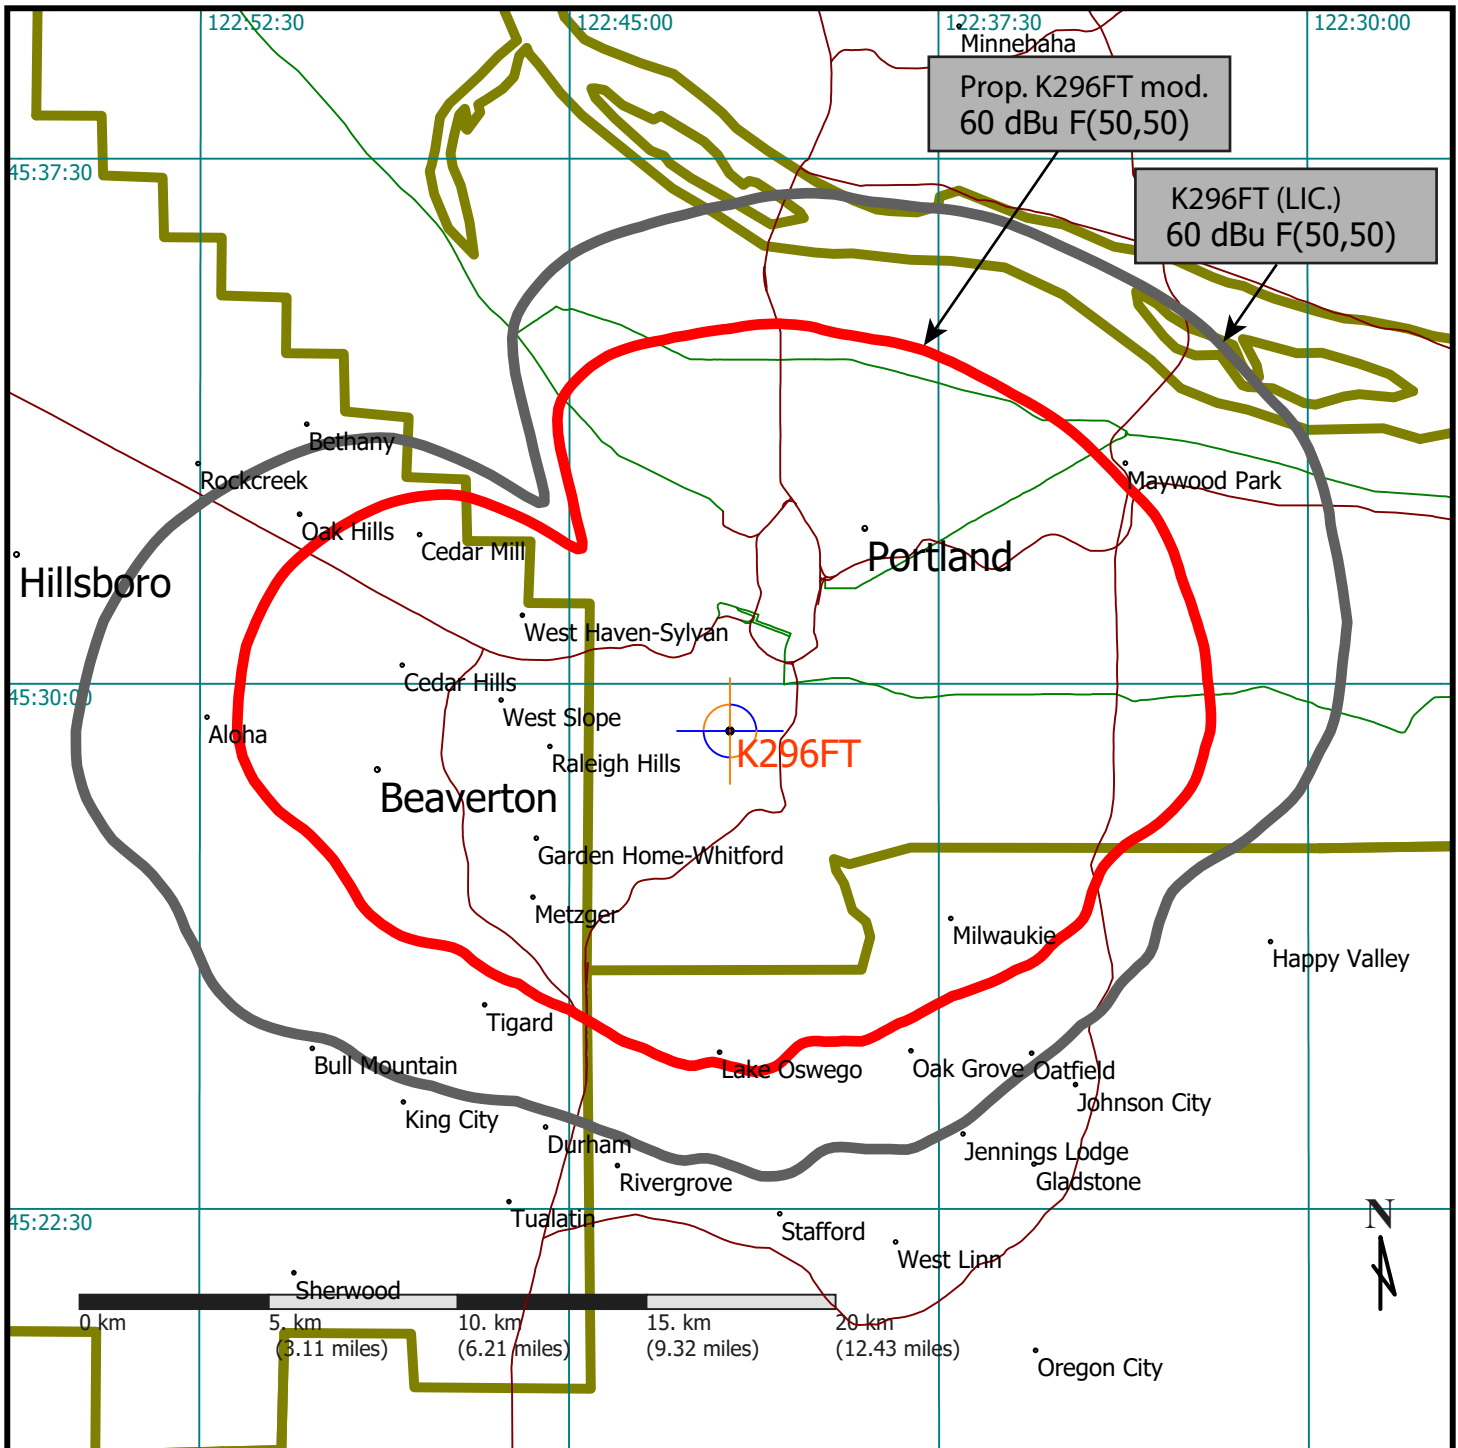 122:52:30
122:45:00
122:37:30
122:30:00
Minnehaha
Prop. K296FT mod.
60 dBu F(50,50)
45:37:30
K296FT (LIC.)
60 dBu F(50,50)
Bethany
Rockcreek
Maywood Park
Oak Hills
Cedar Mill
Portland
Hillsboro
West Haven-Sylvan
Cedar Hills
45:30:00
West Slope
Aloha
K296FT
Raleigh Hills
Beaverton
Garden Home-Whitford
Metzger
Milwaukie
Happy Valley
Tigard
Bull Mountain
Lake Oswego
Oak Grove
Oatfield
Johnson City
King City
Durham
Jennings Lodge
Rivergrove
Gladstone
45:22:30
Tualatin
Stafford
N
West Linn
Sherwood
0 km
5. km
10. km
15. km
20 km
(3.11 miles)
(6.21 miles)
(9.32 miles)
(12.43 miles)
Oregon City